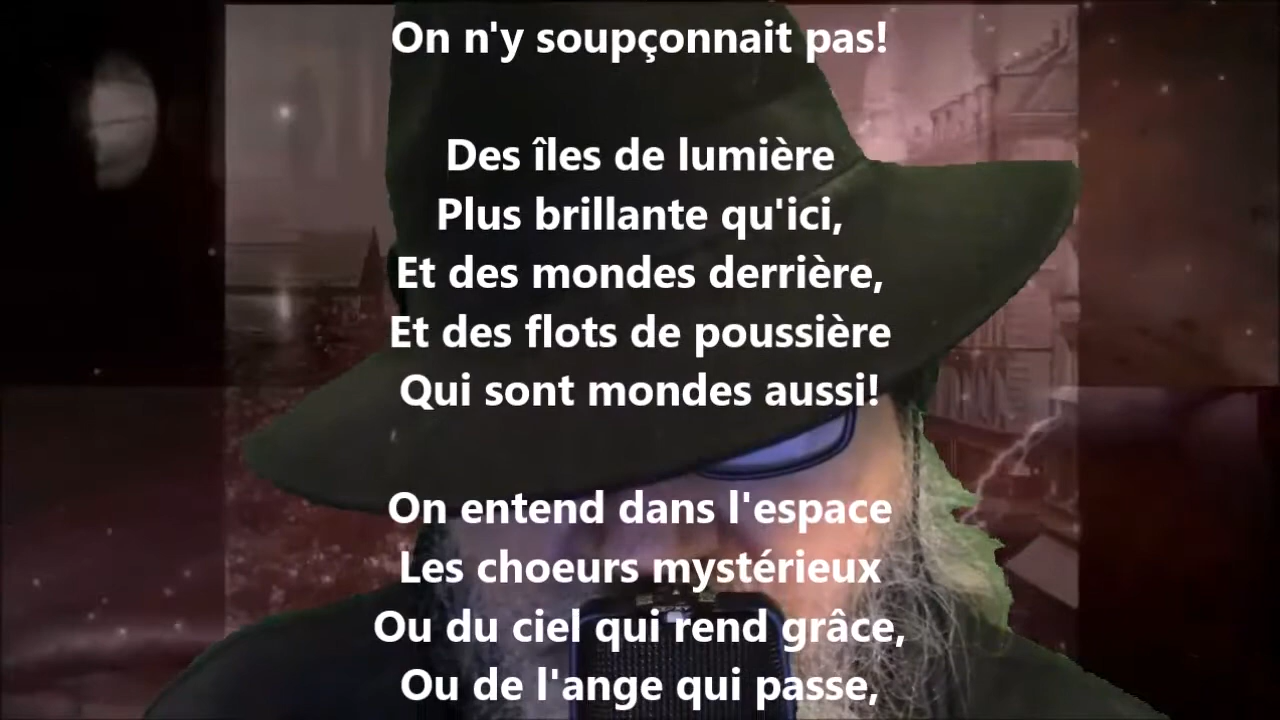 On n'y soupçonnait pas!
Des îles de lumière
Plus brillante qu'ici,
Et des mondes derrière,
Et des flots de poussière
Qui sont mondes aussi!
On entend dans l'espace
Les choeurs mystérieux
Ou du ciel qui rend grâce,
Ou de l'ange qui passe,